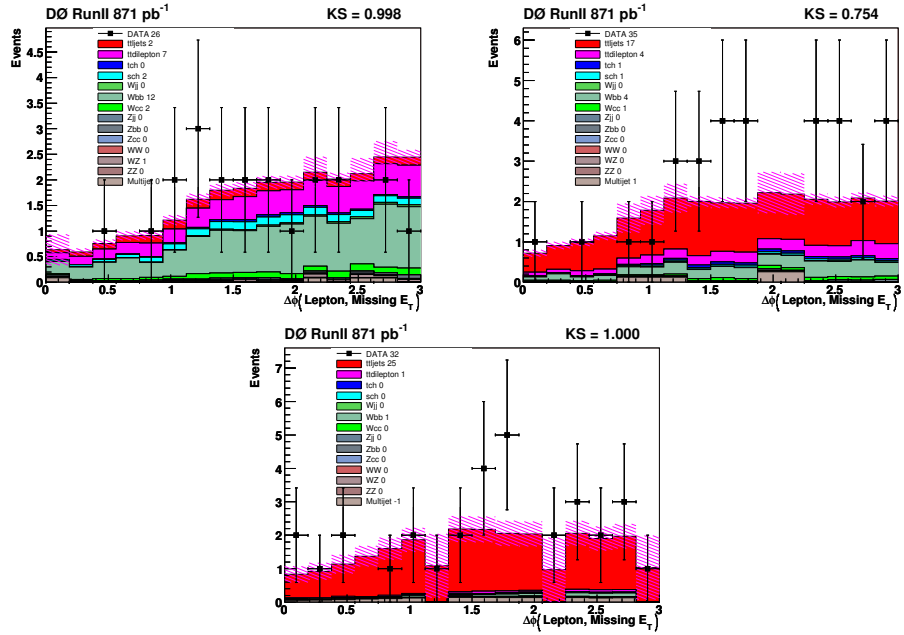 DØ RunII 871 pb-1 KS = 0.998
Events
4.5
4
3.5
3
2.5
2
1.5
1
0.5
0
DATA 26
ttljets 2
ttdilepton 7
tch 0
sch 2
Wjj 0
Wbb 12
Wcc 2
Zjj 0
Zbb 0
Zcc 0
WW 0
WZ 1
ZZ 0
Multijet 0
0 0.5 1 1.5 2 2.5 3
Δϕ(Lepton, Missing E_T)
DØ RunII 871 pb-1 KS = 0.754
Events
6
5
4
3
2
1
0
DATA 35
ttljets 17
ttdilepton 4
tch 1
sch 1
Wjj 0
Wbb 4
Wcc 1
Zjj 0
Zbb 0
Zcc 0
WW 0
WZ 0
ZZ 0
Multijet 1
0 0.5 1 1.5 2 2.5 3
Δϕ(Lepton, Missing E_T)
DØ RunII 871 pb-1 KS = 1.000
Events
7
6
5
4
3
2
1
0
DATA 32
ttljets 25
ttdilepton 1
tch 0
sch 0
Wjj 0
Wbb 1
Wcc 0
Zjj 0
Zbb 0
Zcc 0
WW 0
WZ 0
ZZ 0
Multijet -1
0 0.5 1 1.5 2 2.5 3
Δϕ(Lepton, Missing E_T)